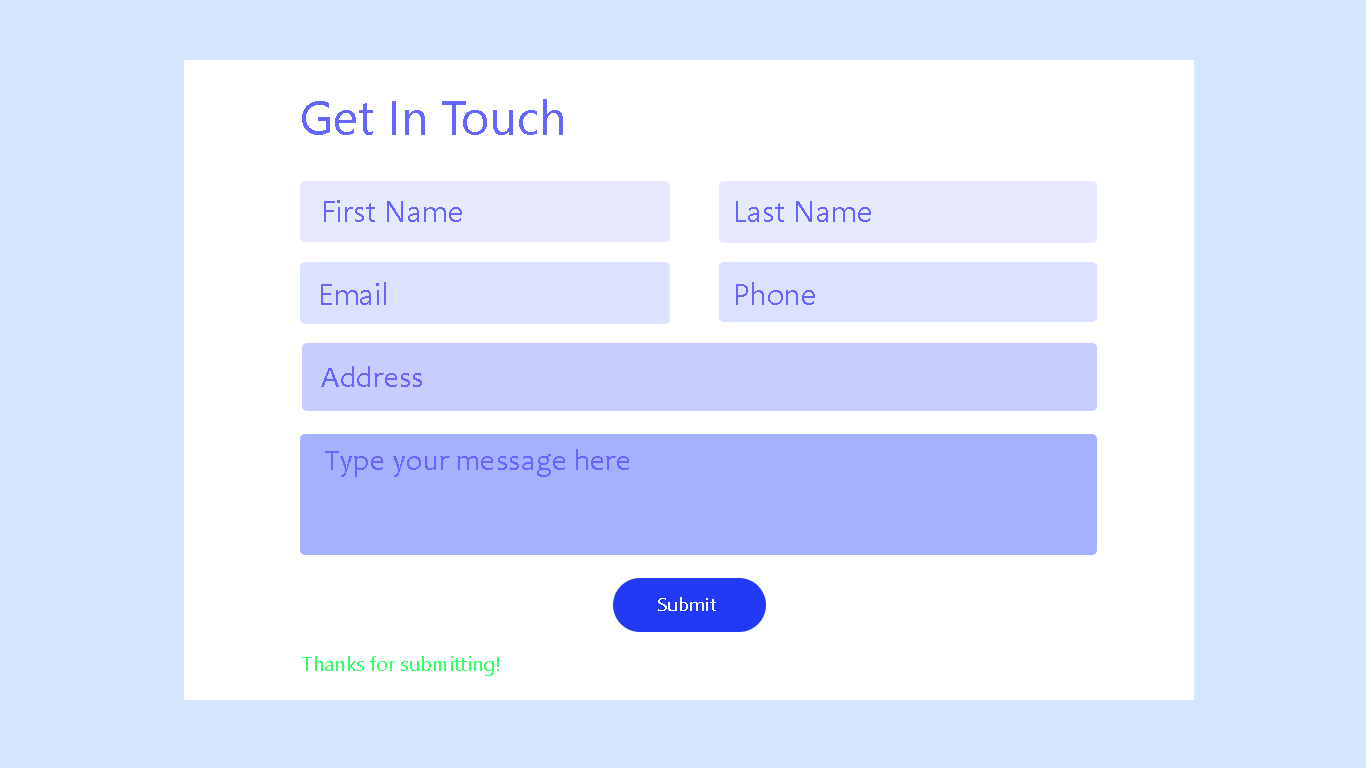 Get In Touch
First Name
Last Name
Email
Phone
Address
Type your message here
Submit
Thanks for submitting!